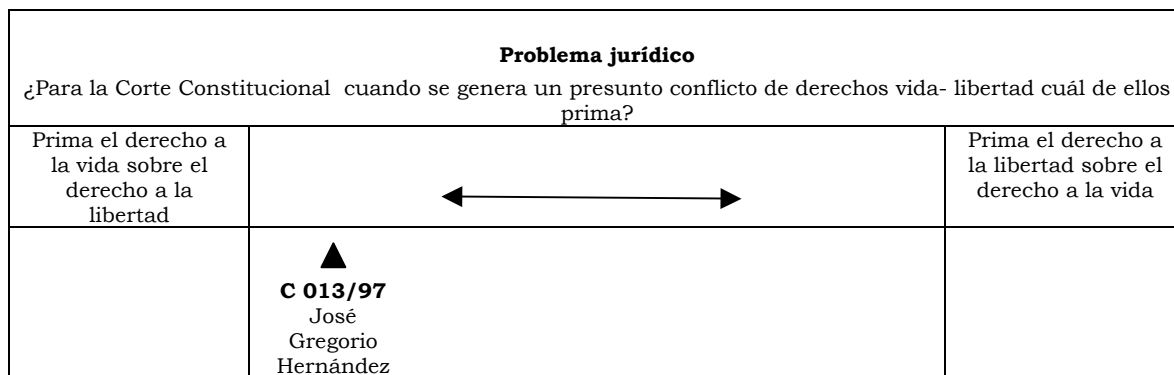 Problema jurídico
¿Para la Corte Constitucional cuando se genera un presunto conflicto de derechos vida- libertad cuál de ellos
prima?
Prima el derecho a
la vida sobre el
derecho a la
libertad
Prima el derecho a
la libertad sobre el
derecho a la vida
C 013/97
José
Gregorio
Hernández